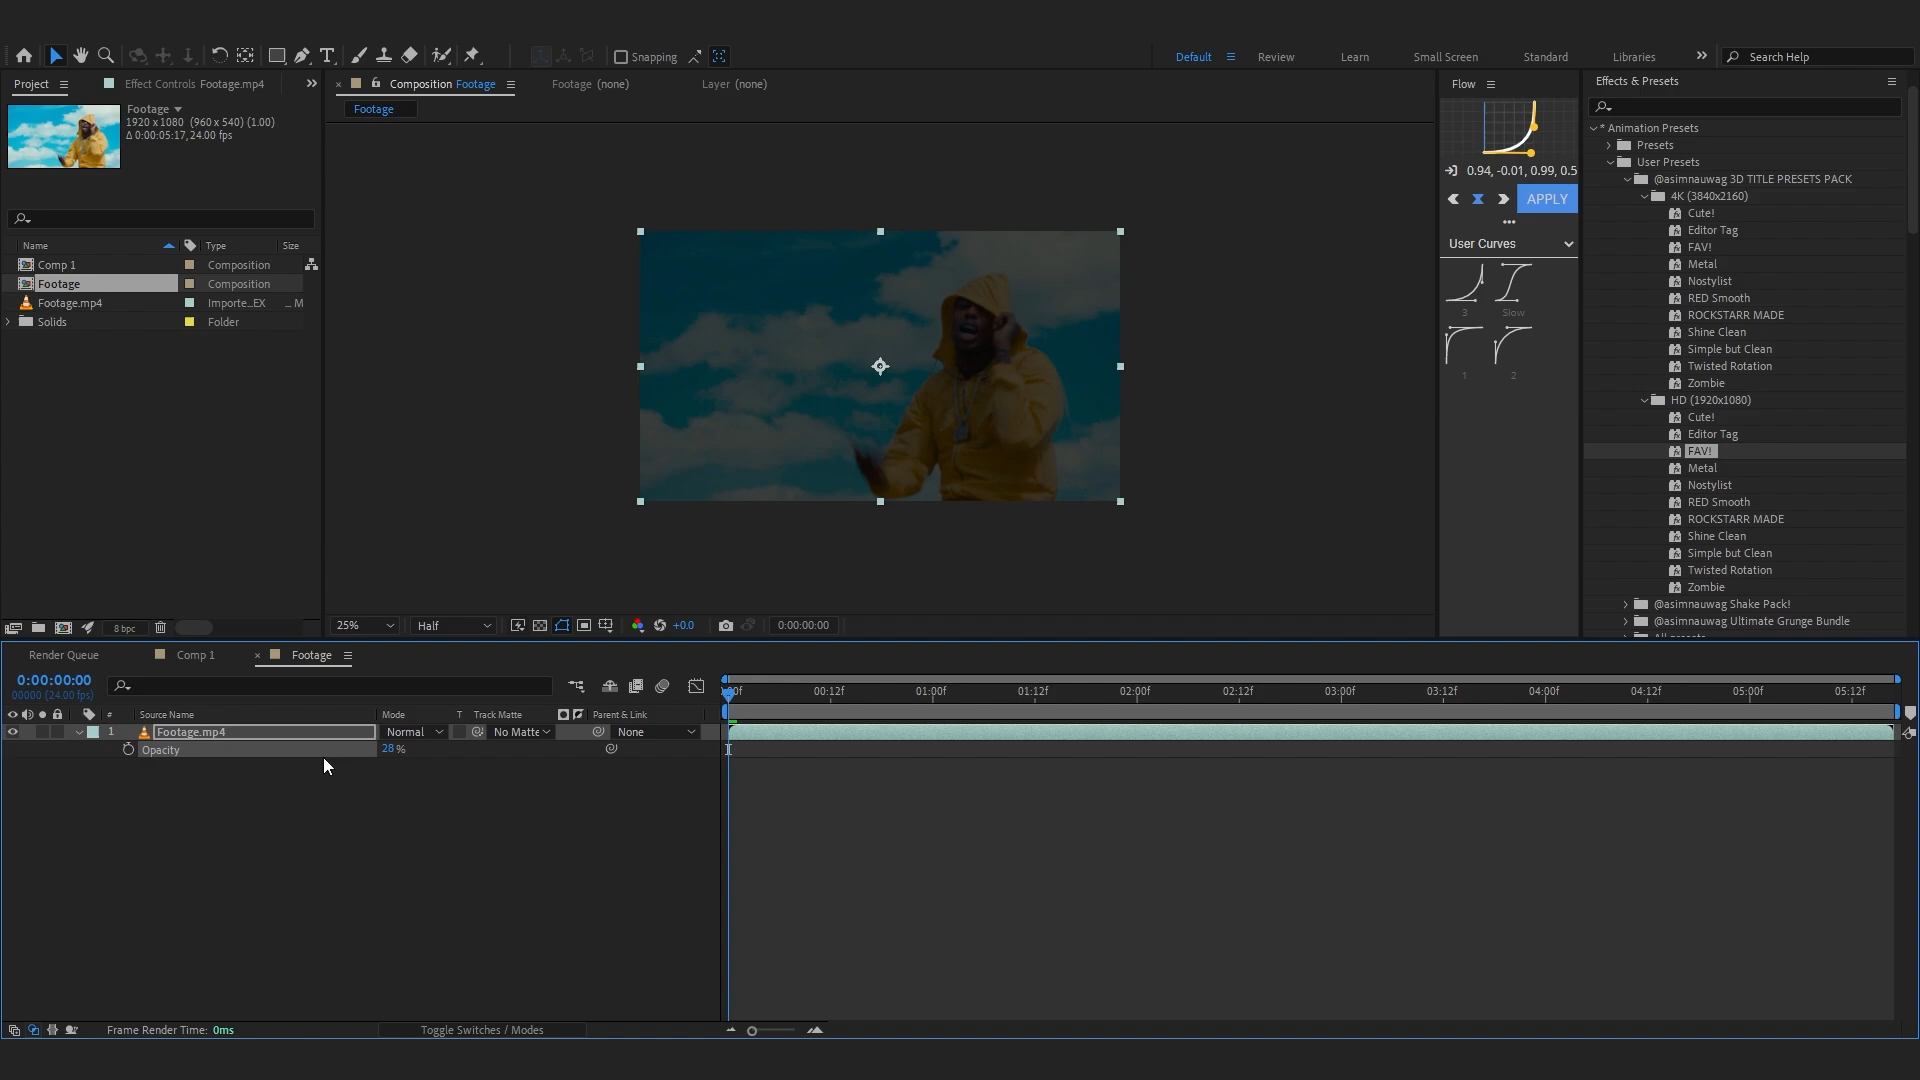 Snapping
Default
Review
Learn
Small Screen
Standard
Libraries
Search Help
Project
Effect Controls Footage.mp4
Footage
1920 x 1080 (960 x 540) (1.00)
Δ 0:00:05:17, 24.00 fps
Name
Type
Size
Comp 1
Composition
Footage
Composition
Footage.mp4
Importe...EX
... M
Solids
Folder
8 bpc
Composition Footage
Footage (none)
Layer (none)
Footage
25%
Half
+0.0
0:00:00:00
Flow
0.94, -0.01, 0.99, 0.5
APPLY
User Curves
3
Slow
1
2
Effects & Presets
* Animation Presets
Presets
User Presets
@asimnauwag 3D TITLE PRESETS PACK
4K (3840x2160)
Cute!
Editor Tag
FAV!
Metal
Nostylist
RED Smooth
ROCKSTARR MADE
Shine Clean
Simple but Clean
Twisted Rotation
Zombie
HD (1920x1080)
Cute!
Editor Tag
FAV!
Metal
Nostylist
RED Smooth
ROCKSTARR MADE
Shine Clean
Simple but Clean
Twisted Rotation
Zombie
@asimnauwag Shake Pack!
@asimnauwag Ultimate Grunge Bundle
Render Queue
Comp 1
Footage
0:00:00:00
00000 (24.00 fps)
00:12f
01:00f
01:12f
02:00f
02:12f
03:00f
03:12f
04:00f
04:12f
05:00f
05:12f
#
Source Name
Mode
T
Track Matte
Parent & Link
1
Footage.mp4
Normal
No Matte
None
Opacity
28 %
Frame Render Time: 0ms
Toggle Switches / Modes